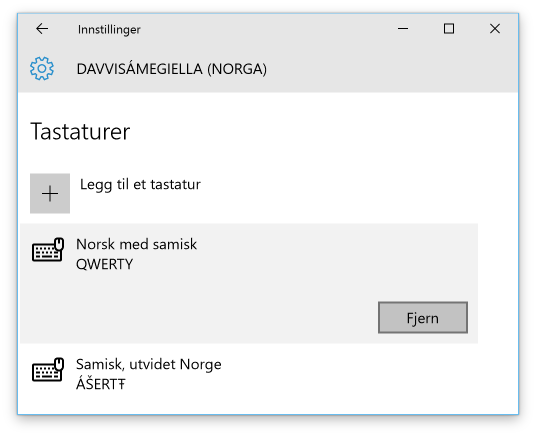 Innstillinger
DAVVISÁMEGIELLA (NORGA)
Tastaturer
Legg til et tastatur
Norsk med samisk
QWERTY
Fjern
Samisk, utvidet Norge
ÁŠERTŦ